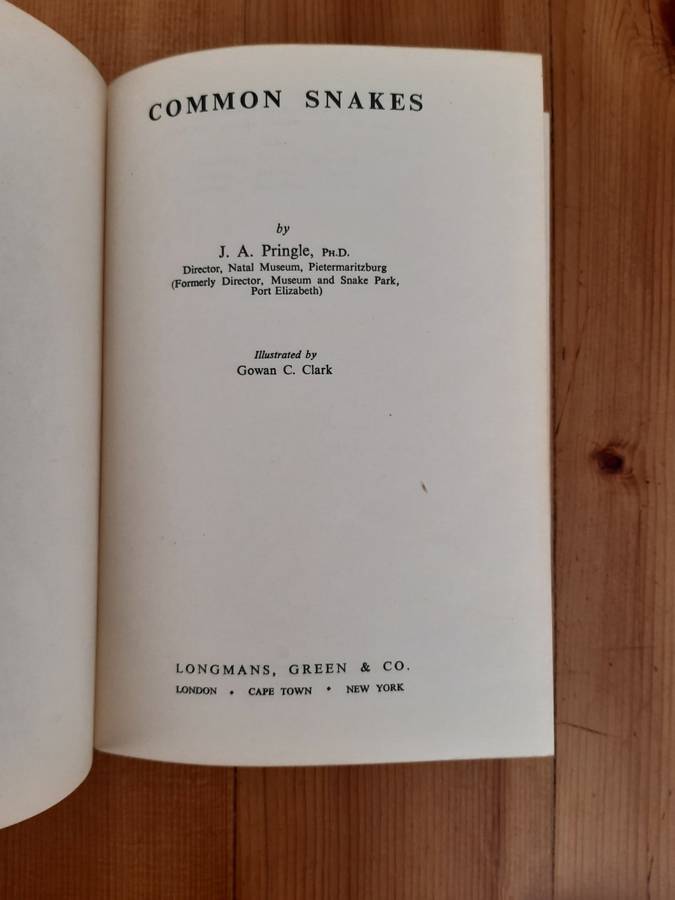 COMMON SNAKES
by
J. A. Pringle, PH.D.
Director, Natal Museum, Pietermaritzburg
(Formerly Director, Museum and Snake Park,
Port Elizabeth)
Illustrated by
Gowan C. Clark
LONGMANS, GREEN & CO.
LONDON • CAPE TOWN • NEW YORK